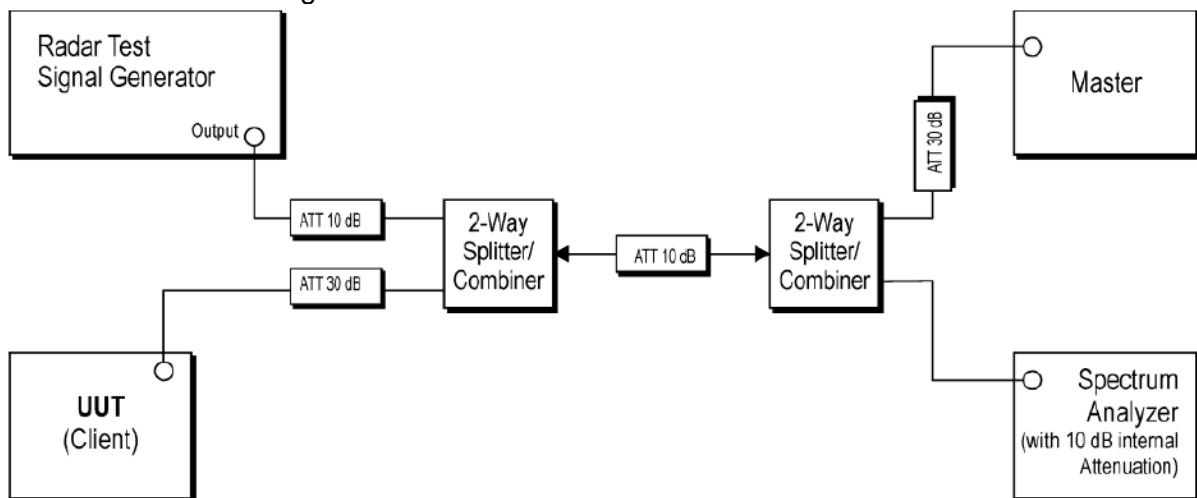 Radar Test
Signal Generator
Output
ATT 10 dB
ATT 30 dB
2-Way
Splitter/
Combiner
ATT 10 dB
2-Way
Splitter/
Combiner
ATT 30 dB
Master
UUT
(Client)
Spectrum
Analyzer
(with 10 dB internal
Attenuation)